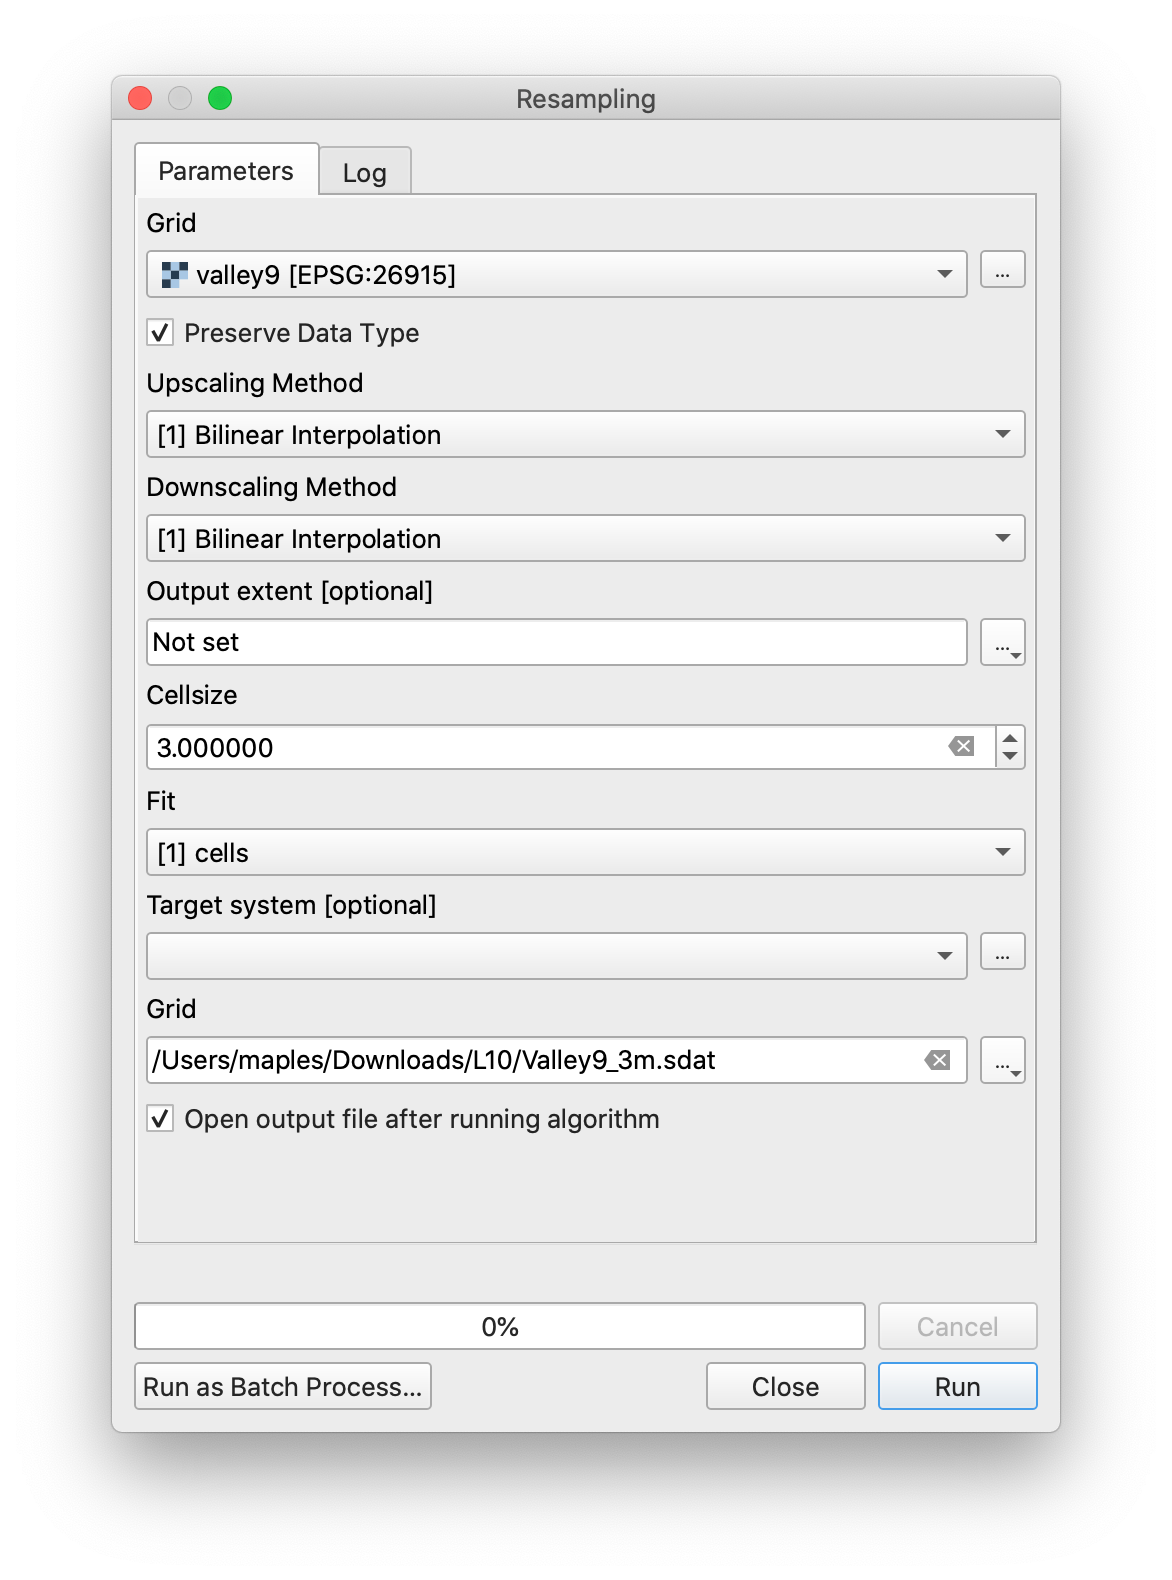 Resampling
Parameters
Log
Grid
valley9 [EPSG:26915]
...
Preserve Data Type
Upscaling Method
[1] Bilinear Interpolation
Downscaling Method
[1] Bilinear Interpolation
Output extent [optional]
Not set
...
Cellsize
3.000000
Fit
[1] cells
Target system [optional]
...
Grid
/Users/maples/Downloads/L10/Valley9_3m.sdat
...
Open output file after running algorithm
0%
Cancel
Run as Batch Process...
Close
Run